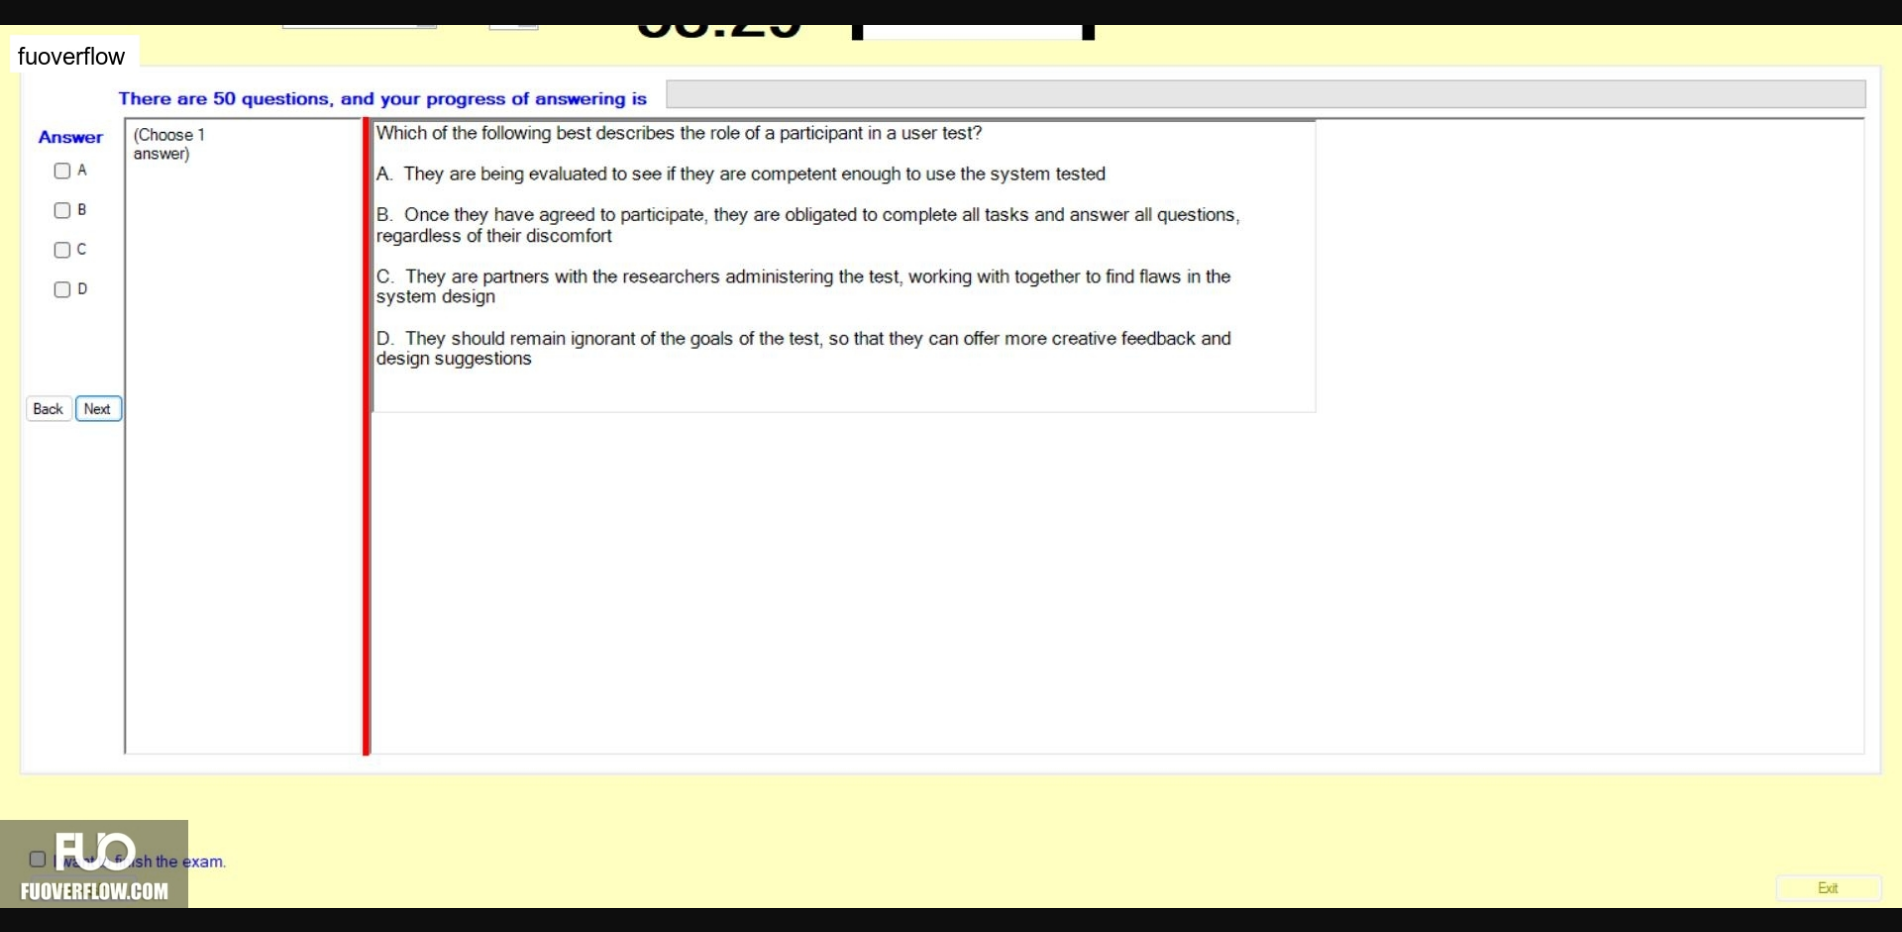 fuoverflow
There are 50 questions, and your progress of answering is
Answer
(Choose 1
answer)
A
B
C
D
Back
Next
Which of the following best describes the role of a participant in a user test?
A. They are being evaluated to see if they are competent enough to use the system tested
B. Once they have agreed to participate, they are obligated to complete all tasks and answer all questions,
regardless of their discomfort
C. They are partners with the researchers administering the test, working with together to find flaws in the
system design
D. They should remain ignorant of the goals of the test, so that they can offer more creative feedback and
design suggestions
FUO
I want finish the exam.
FUOVERFLOW.COM
Exit